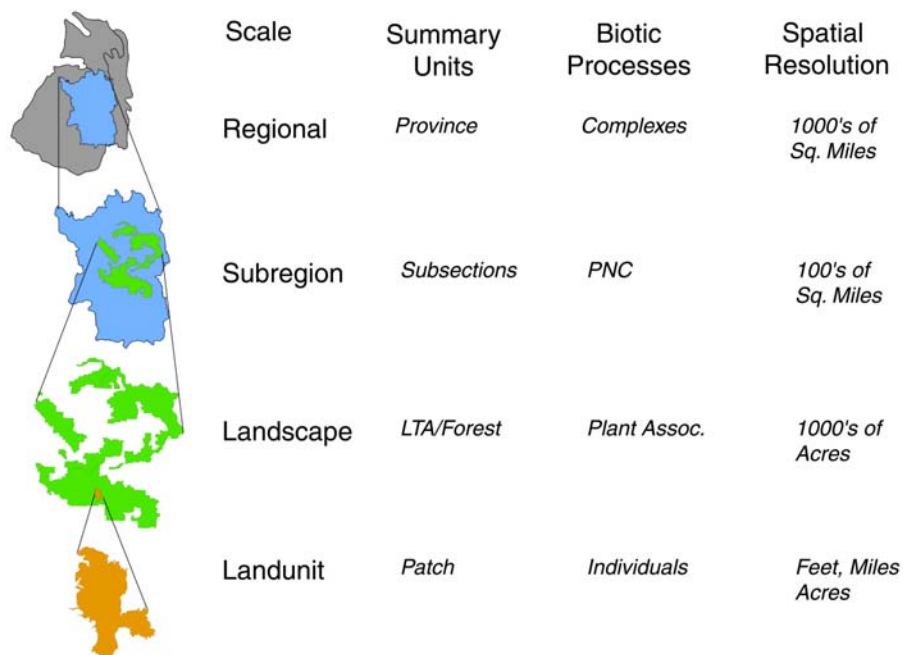 Scale Summary Biotic Spatial
Units Processes Resolution
Regional Province Complexes 1000's of
Sq. Miles
Subregion Subsections PNC 100's of
Sq. Miles
Landscape LTA/Forest Plant Assoc. 1000's of
Acres
Landunit Patch Individuals Feet, Miles
Acres